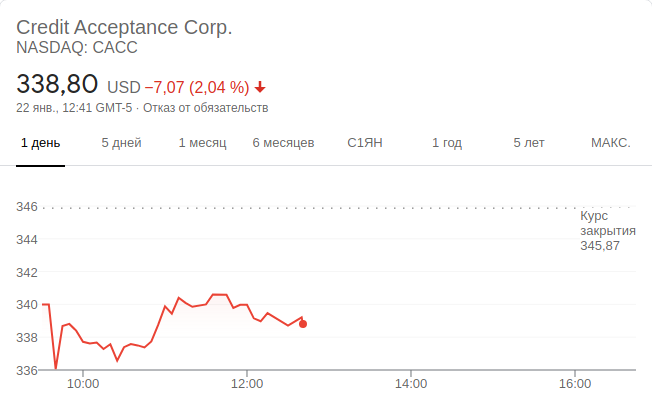 Credit Acceptance Corp.
NASDAQ: CACC
338,80 USD −7,07 (2,04 %)
22 янв., 12:41 GMT-5 · Отказ от обязательств
1 день 5 дней 1 месяц 6 месяцев С1ЯН 1 год 5 лет МАКС.
346
Курс
закрытия
345,87
344
342
340
338
336
10:00 12:00 14:00 16:00